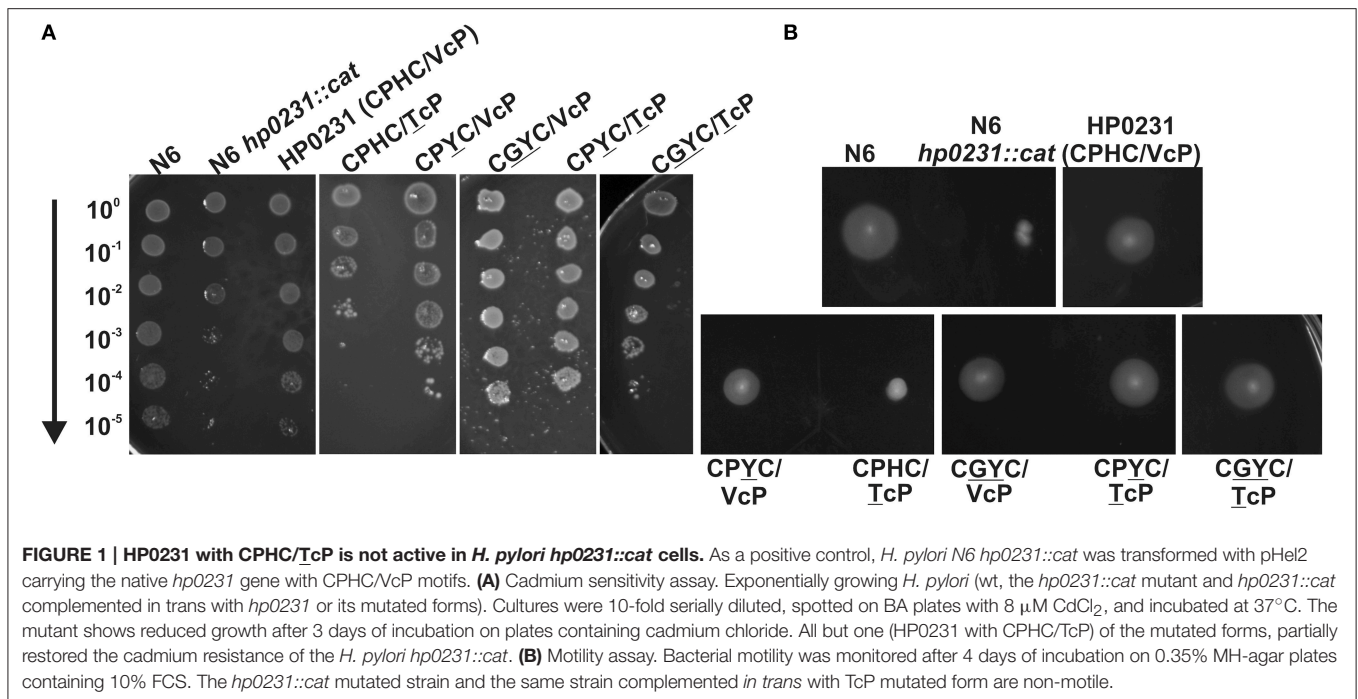 A
B
N6
N6 hp0231::cat
HP0231 (CPHC/VcP)
CPHC/TcP
CPYC/VcP
CGYC/VcP
CPYC/TcP
CGYC/TcP
10⁰
10⁻¹
10⁻²
10⁻³
10⁻⁴
10⁻⁵
N6
N6
hp0231::cat
HP0231
(CPHC/VcP)
CPYC/
VcP
CPHC/
TcP
CGYC/
VcP
CPYC/
TcP
CGYC/
TcP
FIGURE 1 | HP0231 with CPHC/TcP is not active in H. pylori hp0231::cat cells. As a positive control, H. pylori N6 hp0231::cat was transformed with pHel2
carrying the native hp0231 gene with CPHC/VcP motifs. (A) Cadmium sensitivity assay. Exponentially growing H. pylori (wt, the hp0231::cat mutant and hp0231::cat
complemented in trans with hp0231 or its mutated forms). Cultures were 10-fold serially diluted, spotted on BA plates with 8 μM CdCl₂, and incubated at 37°C. The
mutant shows reduced growth after 3 days of incubation on plates containing cadmium chloride. All but one (HP0231 with CPHC/TcP) of the mutated forms, partially
restored the cadmium resistance of the H. pylori hp0231::cat. (B) Motility assay. Bacterial motility was monitored after 4 days of incubation on 0.35% MH-agar plates
containing 10% FCS. The hp0231::cat mutated strain and the same strain complemented in trans with TcP mutated form are non-motile.